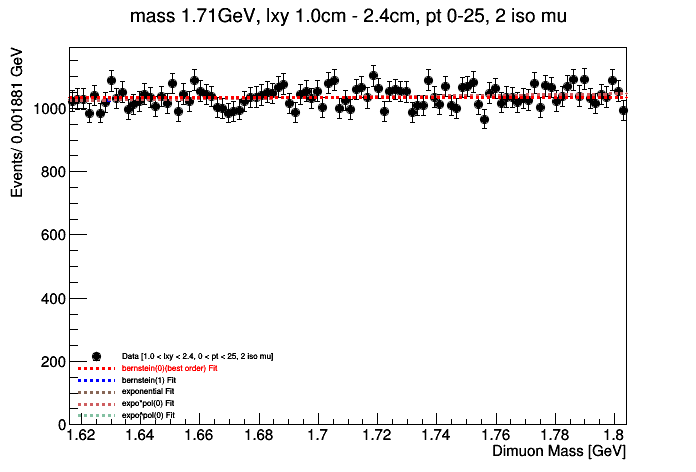 mass 1.71GeV, lxy 1.0cm - 2.4cm, pt 0-25, 2 iso mu
Events/ 0.001881 GeV
1000
800
600
400
200
0
Data [1.0 < lxy < 2.4, 0 < pt < 25, 2 iso mu]
bernstein(0)(best order) Fit
bernstein(1) Fit
exponential Fit
expo*pol(0) Fit
expo*pol(0) Fit
1.62 1.64 1.66 1.68 1.7 1.72 1.74 1.76 1.78 1.8
Dimuon Mass [GeV]